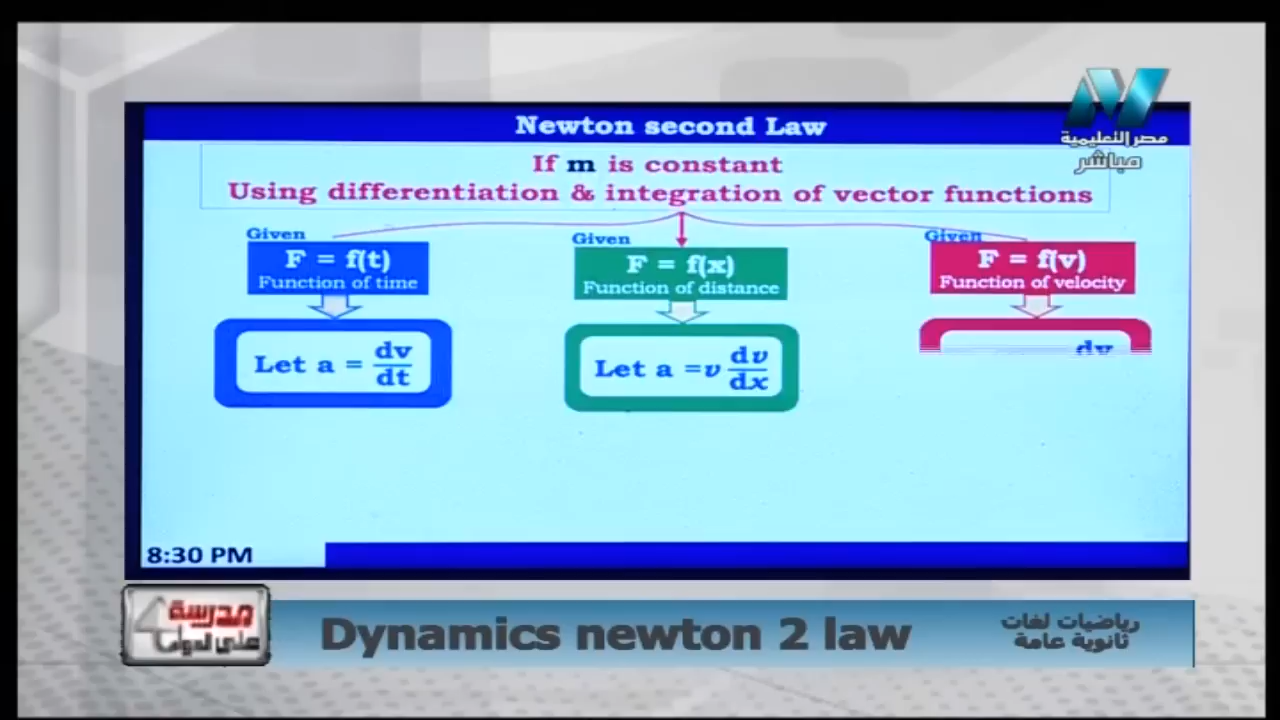 Newton second Law
مصر التعليمية
مباشر
If m is constant
Using differentiation & integration of vector functions
Given
F = f(t)
Function of time
Let a = dv/dt
Given
F = f(x)
Function of distance
Let a =v dv/dx
Given
F = f(v)
Function of velocity
dv
8:30 PM
مدرسة
على الهواء
Dynamics newton 2 law
رياضيات لغات
ثانوية عامة